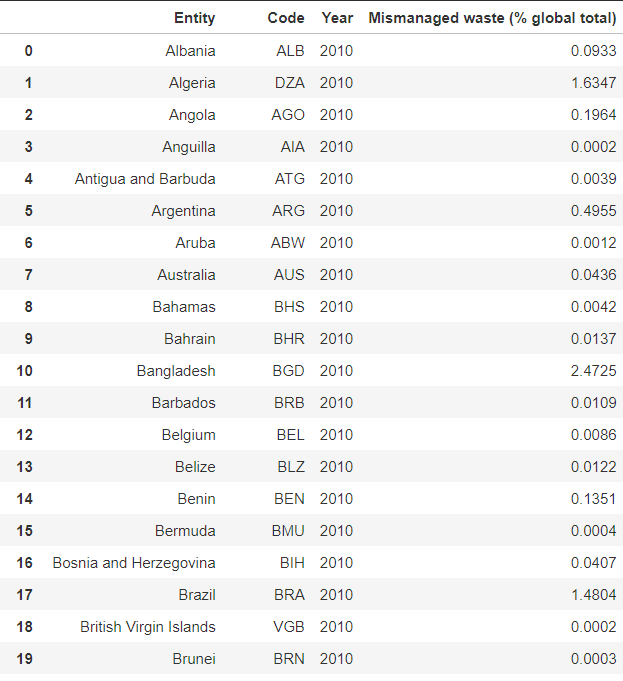 Entity Code Year Mismanaged waste (% global total)
0 Albania ALB 2010 0.0933
1 Algeria DZA 2010 1.6347
2 Angola AGO 2010 0.1964
3 Anguilla AIA 2010 0.0002
4 Antigua and Barbuda ATG 2010 0.0039
5 Argentina ARG 2010 0.4955
6 Aruba ABW 2010 0.0012
7 Australia AUS 2010 0.0436
8 Bahamas BHS 2010 0.0042
9 Bahrain BHR 2010 0.0137
10 Bangladesh BGD 2010 2.4725
11 Barbados BRB 2010 0.0109
12 Belgium BEL 2010 0.0086
13 Belize BLZ 2010 0.0122
14 Benin BEN 2010 0.1351
15 Bermuda BMU 2010 0.0004
16 Bosnia and Herzegovina BIH 2010 0.0407
17 Brazil BRA 2010 1.4804
18 British Virgin Islands VGB 2010 0.0002
19 Brunei BRN 2010 0.0003